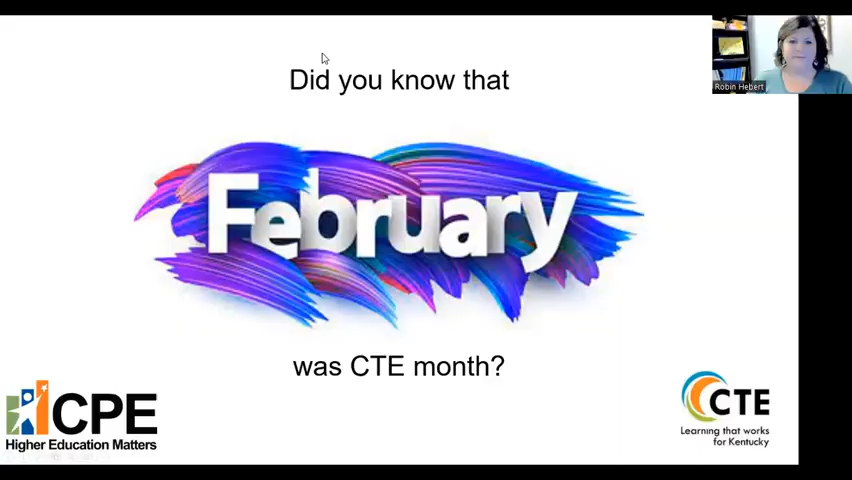 Did you know that
Robin Hebert
February
was CTE month?
CPE
Higher Education Matters
CTE
Learning that works
for Kentucky